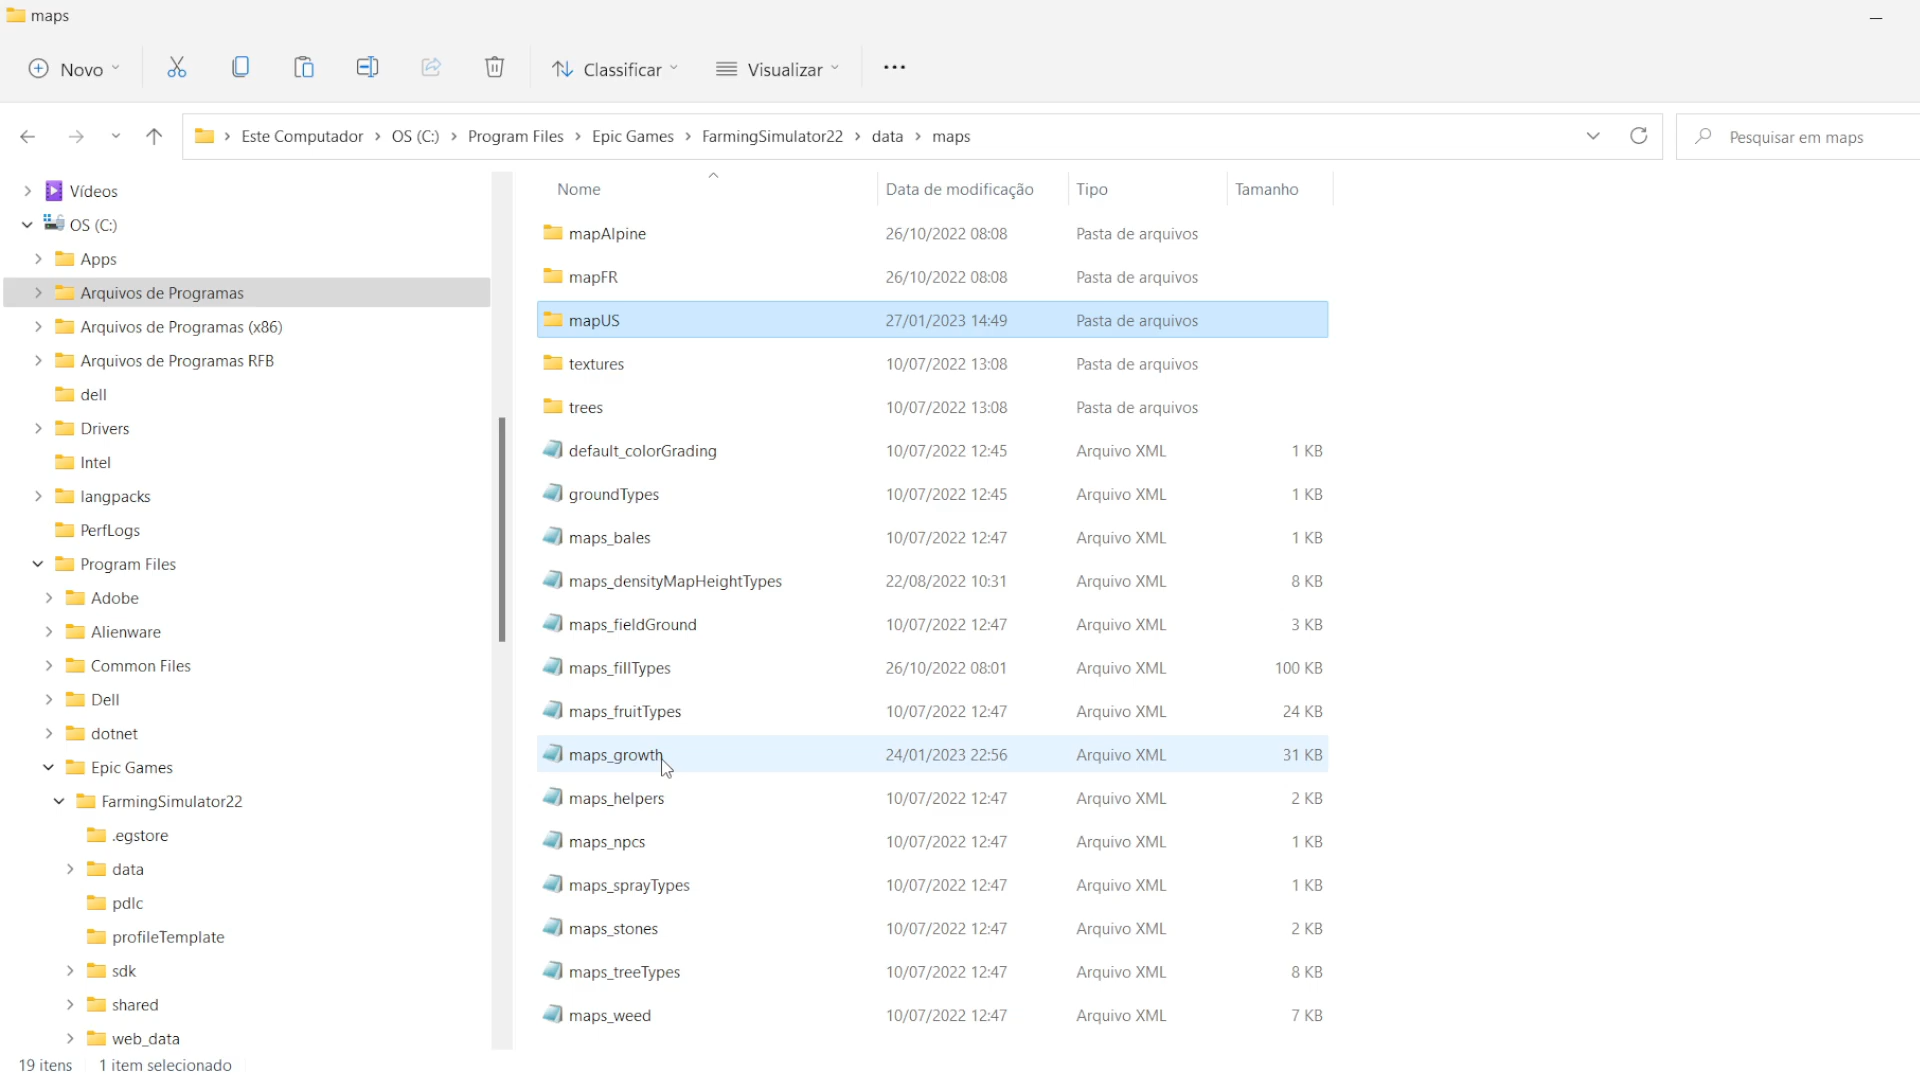 maps
Novo
Classificar
Visualizar
Este Computador > OS (C:) > Program Files > Epic Games > FarmingSimulator22 > data > maps
Pesquisar em maps
Vídeos
OS (C:)
Apps
Arquivos de Programas
Arquivos de Programas (x86)
Arquivos de Programas RFB
dell
Drivers
Intel
langpacks
PerfLogs
Program Files
Adobe
Alienware
Common Files
Dell
dotnet
Epic Games
FarmingSimulator22
.egstore
data
pdlc
profileTemplate
sdk
shared
web_data
Nome Data de modificação Tipo Tamanho
mapAlpine 26/10/2022 08:08 Pasta de arquivos
mapFR 26/10/2022 08:08 Pasta de arquivos
mapUS 27/01/2023 14:49 Pasta de arquivos
textures 10/07/2022 13:08 Pasta de arquivos
trees 10/07/2022 13:08 Pasta de arquivos
default_colorGrading 10/07/2022 12:45 Arquivo XML 1 KB
groundTypes 10/07/2022 12:45 Arquivo XML 1 KB
maps_bales 10/07/2022 12:47 Arquivo XML 1 KB
maps_densityMapHeightTypes 22/08/2022 10:31 Arquivo XML 8 KB
maps_fieldGround 10/07/2022 12:47 Arquivo XML 3 KB
maps_fillTypes 26/10/2022 08:01 Arquivo XML 100 KB
maps_fruitTypes 10/07/2022 12:47 Arquivo XML 24 KB
maps_growth 24/01/2023 22:56 Arquivo XML 31 KB
maps_helpers 10/07/2022 12:47 Arquivo XML 2 KB
maps_npcs 10/07/2022 12:47 Arquivo XML 1 KB
maps_sprayTypes 10/07/2022 12:47 Arquivo XML 1 KB
maps_stones 10/07/2022 12:47 Arquivo XML 2 KB
maps_treeTypes 10/07/2022 12:47 Arquivo XML 8 KB
maps_weed 10/07/2022 12:47 Arquivo XML 7 KB
19 itens 1 item selecionado